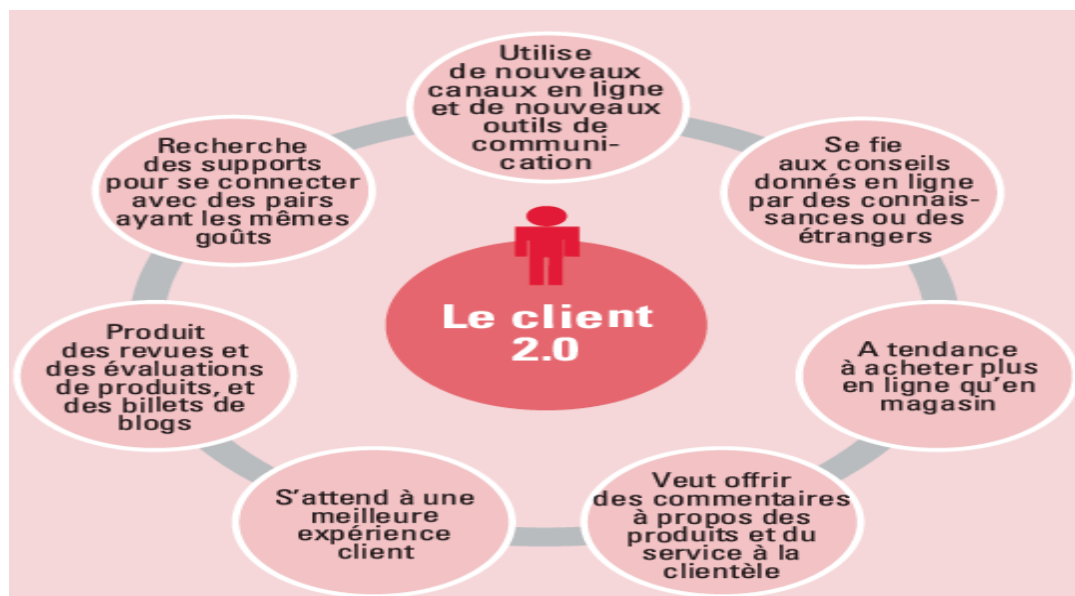 Utilise
de nouveaux
canaux en ligne
et de nouveaux
outils de
communi-
cation
Se fie
aux conseils
donnés en ligne
par des connais-
sances ou des
étrangers
A tendance
à acheter plus
en ligne qu'en
magasin
Veut offrir
des commentaires
à propos des
produits et du
service à la
clientèle
S'attend à une
meilleure
expérience
client
Produit
des revues et
des évaluations
de produits, et
des billets de
blogs
Recherche
des supports
pour se connecter
avec des pairs
ayant les mêmes
goûts
Le client
2.0